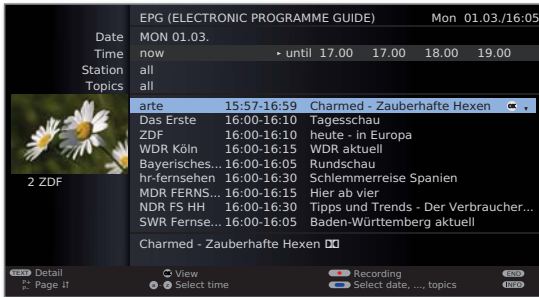 EPG (ELECTRONIC PROGRAMME GUIDE) Mon 01.03./16:05
Date MON 01.03.
Time now ▸ until 17.00 17.00 18.00 19.00
Station all
Topics all
arte 15:57-16:59 Charmed - Zauberhafte Hexen OK
Das Erste 16:00-16:10 Tagesschau
ZDF 16:00-16:10 heute - in Europa
WDR Köln 16:00-16:15 WDR aktuell
Bayerisches... 16:00-16:05 Rundschau
hr-fernsehen 16:00-16:30 Schlemmerreise Spanien
MDR FERNS... 16:00-16:15 Hier ab vier
NDR FS HH 16:00-16:30 Tipps und Trends - Der Verbraucher...
SWR Fernse... 16:00-16:05 Baden-Württemberg aktuell
2 ZDF
Charmed - Zauberhafte Hexen
TEXT Detail OK View Recording END
P+ P- Page Select time Select date, ..., topics INFO